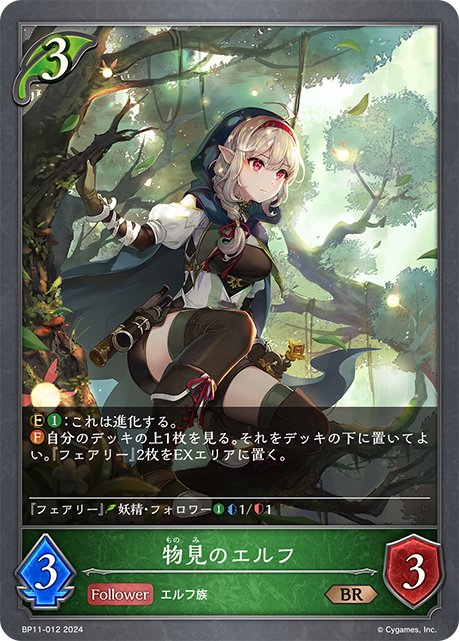 3
E 1:これは進化する。
F 自分のデッキの上1枚を見る。それをデッキの下に置いてよ
い。『フェアリー』2枚をEXエリアに置く。
『フェアリー』妖精・フォロワー 1 1/1
もの み
物見のエルフ
3
Follower エルフ族
BR
3
BP11-012 2024
© Cygames, Inc.